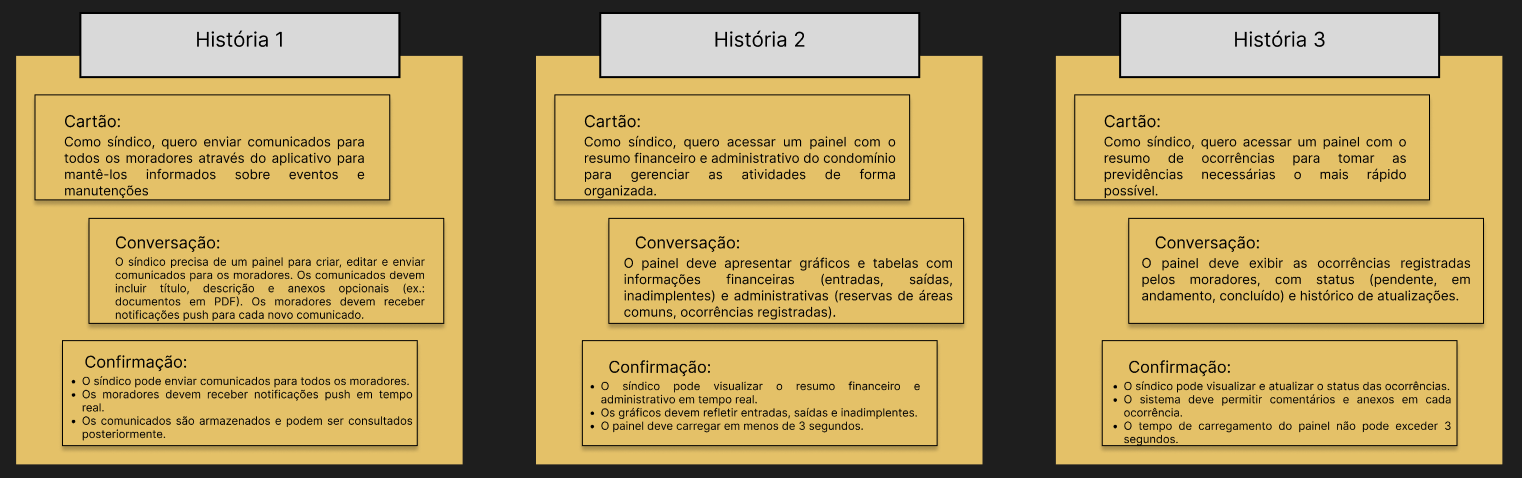 História 1
Cartão:
Como síndico, quero enviar comunicados para
todos os moradores através do aplicativo para
mantê-los informados sobre eventos e
manutenções
Conversação:
O síndico precisa de um painel para criar, editar e enviar
comunicados para os moradores. Os comunicados devem
incluir título, descrição e anexos opcionais (ex.:
documentos em PDF). Os moradores devem receber
notificações push para cada novo comunicado.
Confirmação:
• O síndico pode enviar comunicados para todos os moradores.
• Os moradores devem receber notificações push em tempo
real.
• Os comunicados são armazenados e podem ser consultados
posteriormente.
História 2
Cartão:
Como síndico, quero acessar um painel com o
resumo financeiro e administrativo do condomínio
para gerenciar as atividades de forma
organizada.
Conversação:
O painel deve apresentar gráficos e tabelas com
informações financeiras (entradas, saídas,
inadimplentes) e administrativas (reservas de áreas
comuns, ocorrências registradas).
Confirmação:
• O síndico pode visualizar o resumo financeiro e
administrativo em tempo real.
• Os gráficos devem refletir entradas, saídas e inadimplentes.
• O painel deve carregar em menos de 3 segundos.
História 3
Cartão:
Como síndico, quero acessar um painel com o
resumo de ocorrências para tomar as
previdências necessárias o mais rápido
possível.
Conversação:
O painel deve exibir as ocorrências registradas
pelos moradores, com status (pendente, em
andamento, concluído) e histórico de atualizações.
Confirmação:
• O síndico pode visualizar e atualizar o status das ocorrências.
• O sistema deve permitir comentários e anexos em cada
ocorrência.
• O tempo de carregamento do painel não pode exceder 3
segundos.